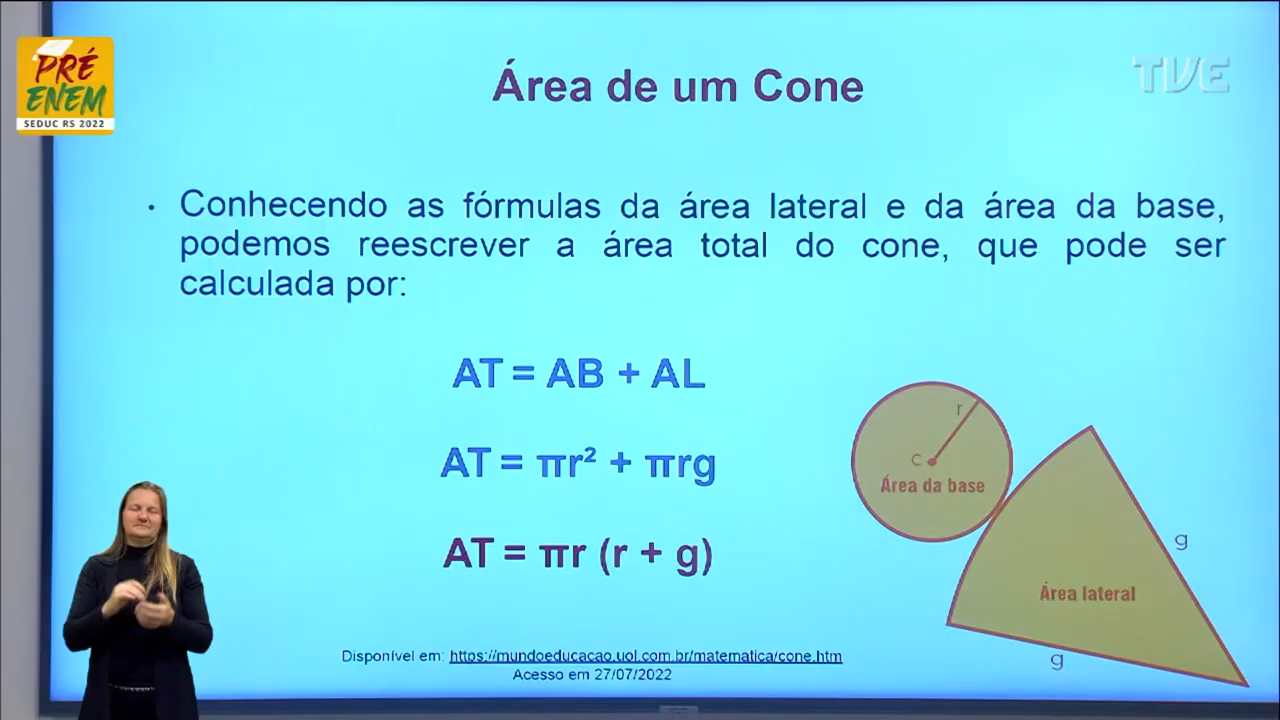 PRÉ
ENEM
SEDUC RS 2022
TVE
Área de um Cone
• Conhecendo as fórmulas da área lateral e da área da base,
podemos reescrever a área total do cone, que pode ser
calculada por:
AT = AB + AL
AT = πr² + πrg
AT = πr (r + g)
r
C
Área da base
g
Área lateral
g
Disponível em: https://mundoeducacao.uol.com.br/matematica/cone.htm
Acesso em 27/07/2022